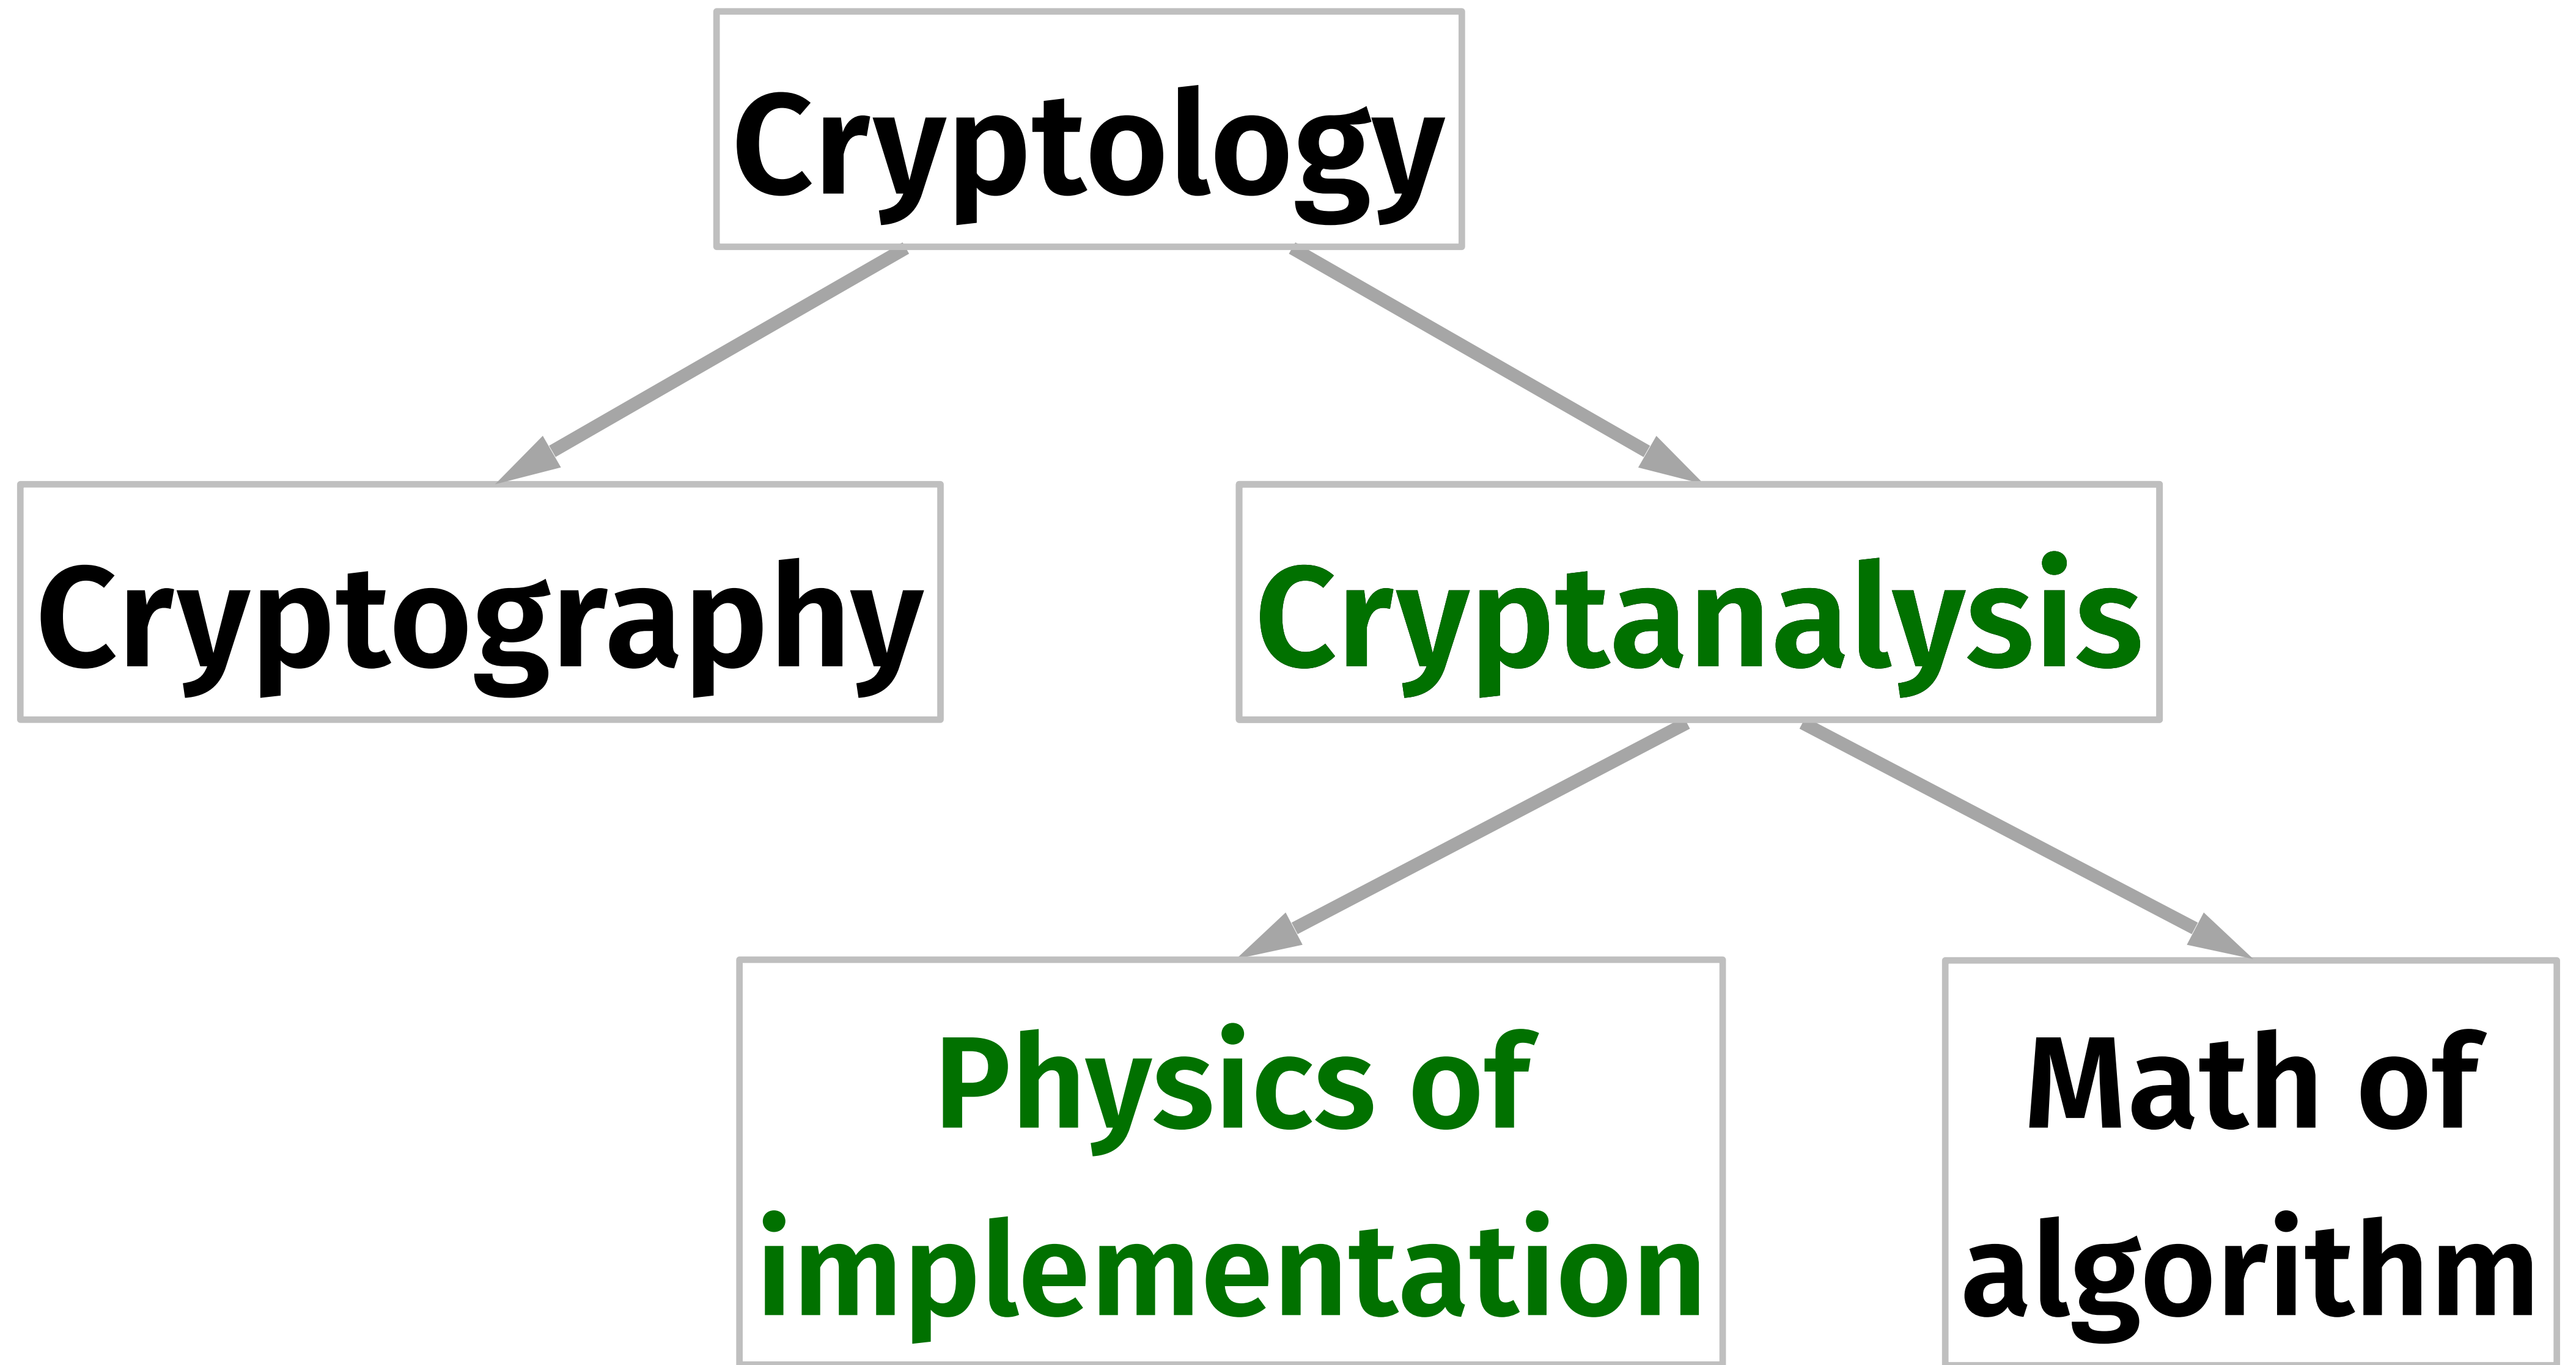 Cryptology
Cryptography
Cryptanalysis
Physics of
implementation
Math of
algorithm